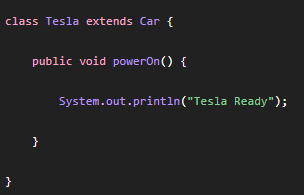 class Tesla extends Car {
    public void powerOn() {
        System.out.println("Tesla Ready");
    }
}